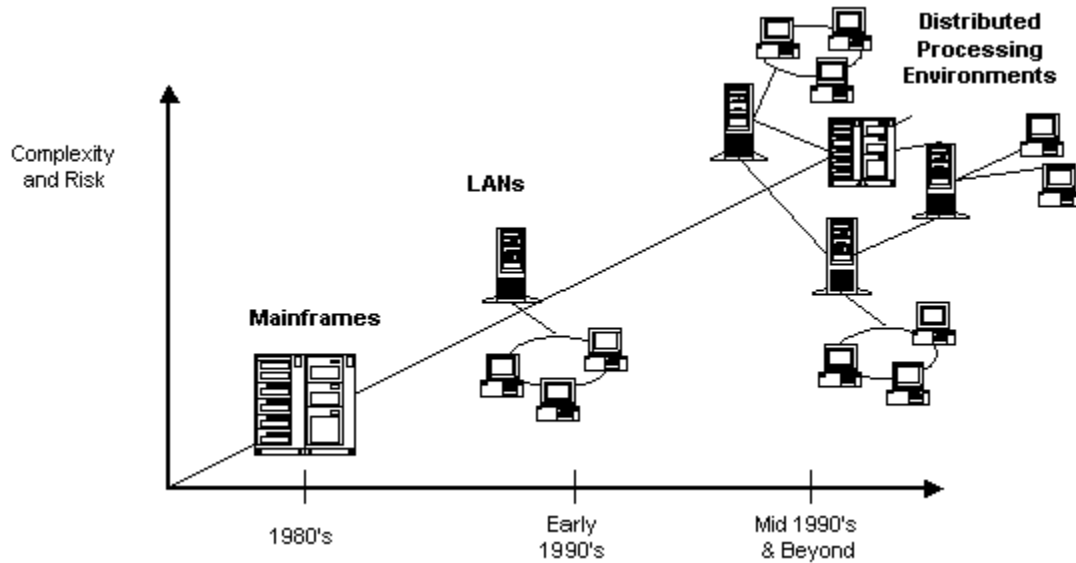 Distributed
Processing
Environments
Complexity
and Risk
LANs
Mainframes
1980's
Early
1990's
Mid 1990's
& Beyond